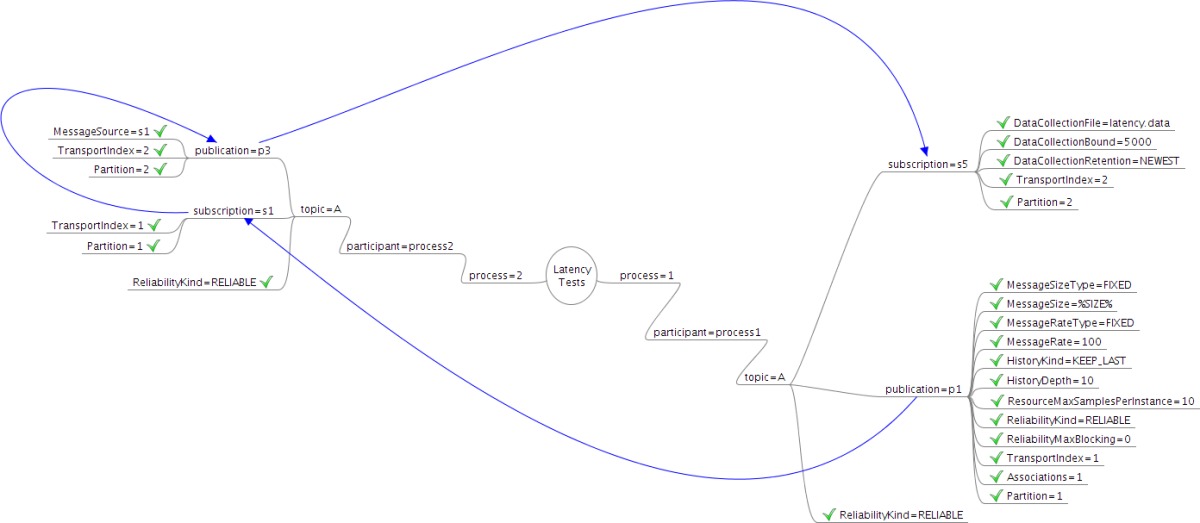 MessageSource=s1
TransportIndex=2
Partition=2
publication=p3
subscription=s1
TransportIndex=1
Partition=1
ReliabilityKind=RELIABLE
topic=A
participant=process2
process=2
Latency
Tests
process=1
participant=process1
topic=A
subscription=s5
DataCollectionFile=latency.data
DataCollectionBound=5000
DataCollectionRetention=NEWEST
TransportIndex=2
Partition=2
publication=p1
MessageSizeType=FIXED
MessageSize=%SIZE%
MessageRateType=FIXED
MessageRate=100
HistoryKind=KEEP_LAST
HistoryDepth=10
ResourceMaxSamplesPerInstance=10
ReliabilityKind=RELIABLE
ReliabilityMaxBlocking=0
TransportIndex=1
Associations=1
Partition=1
ReliabilityKind=RELIABLE